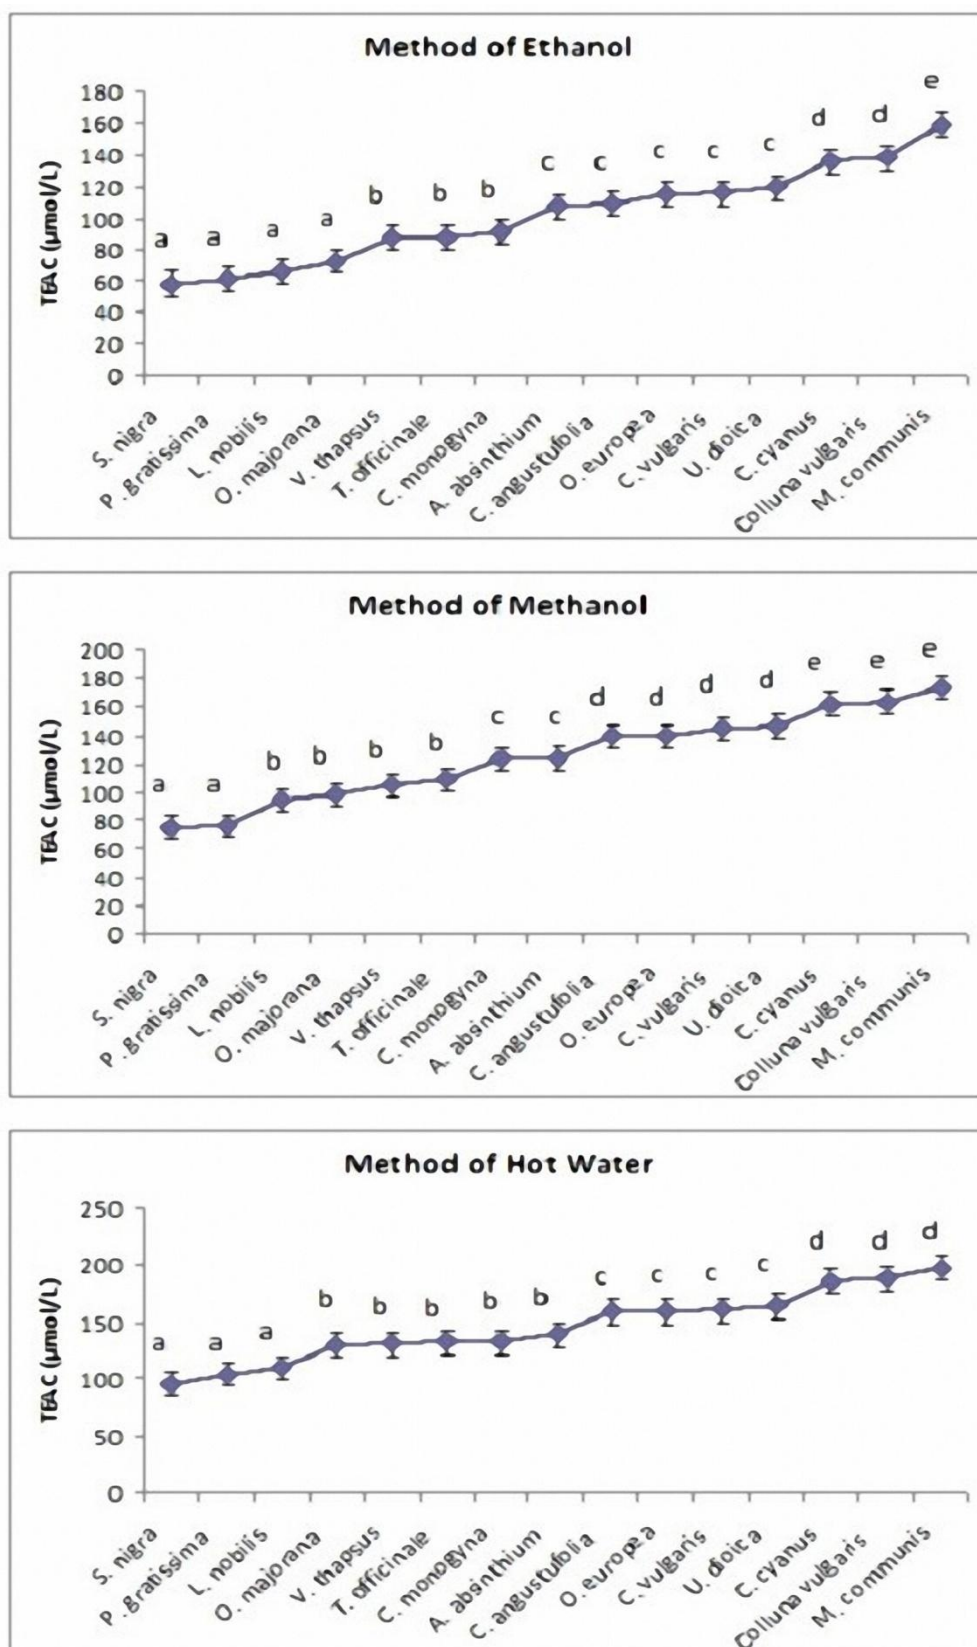 Method of Ethanol
e
d d
c c c
c c
b b b
a
a a a
TEAC (µmol/L)
180
160
140
120
100
80
60
40
20
0
S. nigra
P. gratissima
L. nobilis
O. majorana
V. thapsus
T. officinale
C. monogyna
A. absinthium
C. angustufolia
O. europea
C. vulgaris
U. dioica
C. cyanus
Colluna vulgaris
M. communis
Method of Methanol
e e e
d d d d
c c
b b b b
a a
TEAC (µmol/L)
200
180
160
140
120
100
80
60
40
20
0
S. nigra
P. gratissima
L. nobilis
O. majorana
V. thapsus
T. officinale
C. monogyna
A. absinthium
C. angustufolia
O. europea
C. vulgaris
U. dioica
C. cyanus
Colluna vulgaris
M. communis
Method of Hot Water
d d d
c c c c
b b b b b
a a a
TEAC (µmol/L)
250
200
150
100
50
0
S. nigra
P. gratissima
L. nobilis
O. majorana
V. thapsus
T. officinale
C. monogyna
A. absinthium
C. angustufolia
O. europea
C. vulgaris
U. dioica
C. cyanus
Colluna vulgaris
M. communis